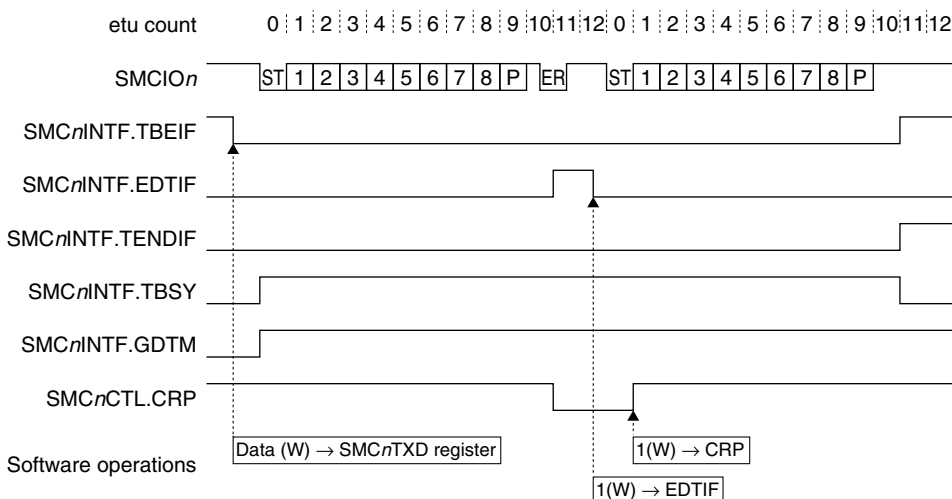 etu count 0 1 2 3 4 5 6 7 8 9 10 11 12 0 1 2 3 4 5 6 7 8 9 10 11 12
SMCIOn ST 1 2 3 4 5 6 7 8 P ER ST 1 2 3 4 5 6 7 8 P
SMCnINTF.TBEIF
SMCnINTF.EDTIF
SMCnINTF.TENDIF
SMCnINTF.TBSY
SMCnINTF.GDTM
SMCnCTL.CRP
Software operations
Data (W) → SMCnTXD register
1(W) → CRP
1(W) → EDTIF